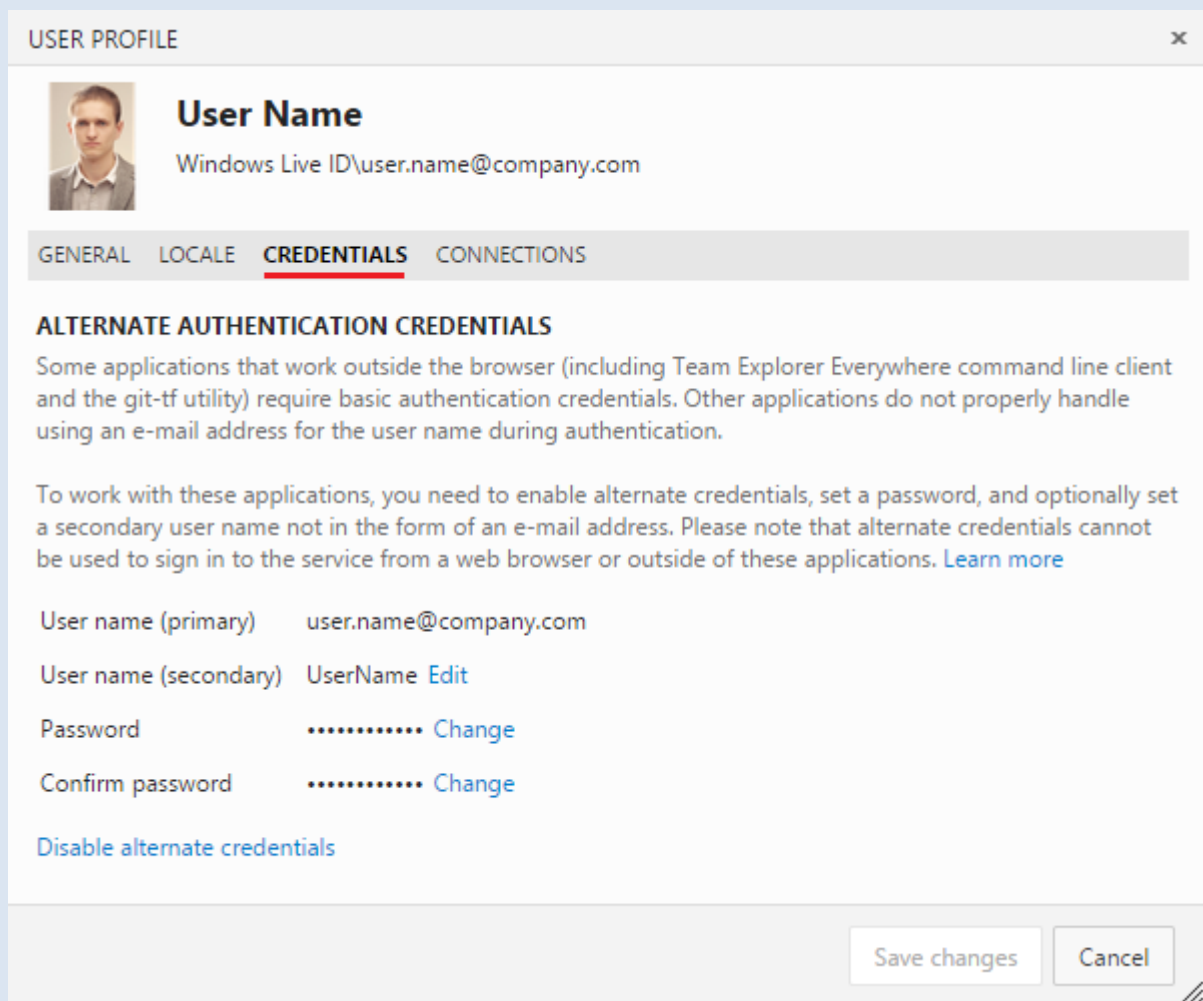 USER PROFILE ×
User Name
Windows Live ID\user.name@company.com
GENERAL LOCALE CREDENTIALS CONNECTIONS
ALTERNATE AUTHENTICATION CREDENTIALS
Some applications that work outside the browser (including Team Explorer Everywhere command line client
and the git-tf utility) require basic authentication credentials. Other applications do not properly handle
using an e-mail address for the user name during authentication.
To work with these applications, you need to enable alternate credentials, set a password, and optionally set
a secondary user name not in the form of an e-mail address. Please note that alternate credentials cannot
be used to sign in to the service from a web browser or outside of these applications. Learn more
User name (primary) user.name@company.com
User name (secondary) UserName Edit
Password •••••••••••• Change
Confirm password •••••••••••• Change
Disable alternate credentials
Save changes Cancel